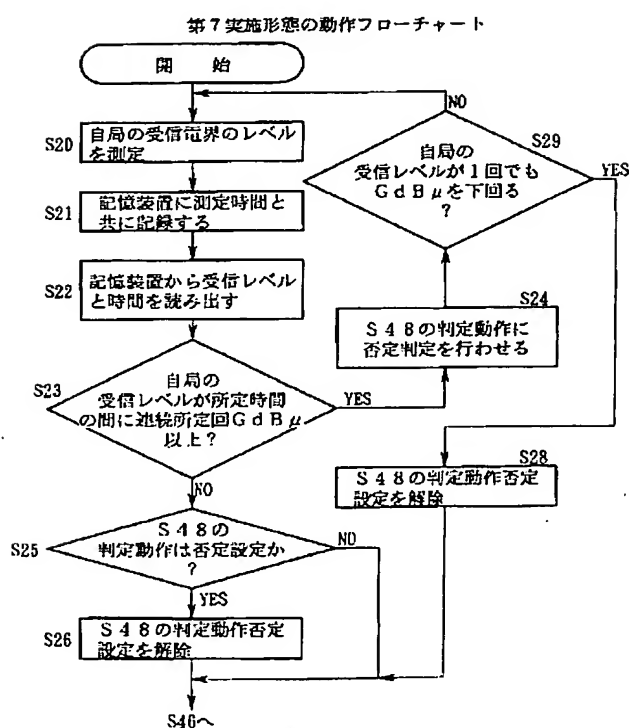 第7実施形態の動作フローチャート
開 始
S20
自局の受信電界のレベル
を測定
S21
記憶装置に測定時間と
共に記録する
S22
記憶装置から受信レベル
と時間を読み出す
S23
自局の
受信レベルが所定時間
の間に連続所定回GdBμ
以上?
YES
NO
S24
S48の判定動作に
否定判定を行わせる
S29
自局の
受信レベルが1回でも
GdBμを下回る
?
NO
YES
S28
S48の判定動作否定
設定を解除
S25
S48の
判定動作は否定設定か
?
NO
YES
S26
S48の判定動作否定
設定を解除
S46へ